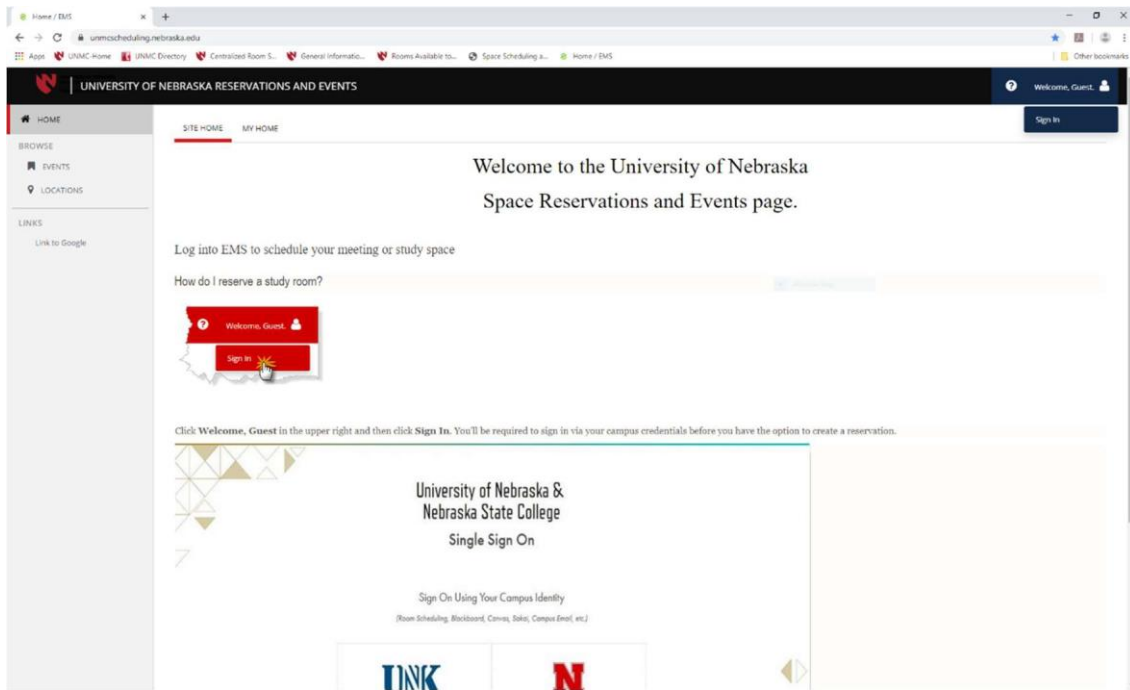 Home / EMS
unmcscheduling.nebraska.edu
Apps UNMC-Home UNMC Directory Centralized Room S... General Informatio... Rooms Available to... Space Scheduling a... Home / EMS Other bookmarks
N | UNIVERSITY OF NEBRASKA RESERVATIONS AND EVENTS Welcome, Guest.
Sign In
HOME
BROWSE
EVENTS
LOCATIONS
LINKS
Link to Google
SITE HOME MY HOME
Welcome to the University of Nebraska
Space Reservations and Events page.
Log into EMS to schedule your meeting or study space
How do I reserve a study room?
Welcome, Guest.
Sign In
Click Welcome, Guest in the upper right and then click Sign In. You'll be required to sign in via your campus credentials before you have the option to create a reservation.
University of Nebraska &
Nebraska State College
Single Sign On
Sign On Using Your Campus Identity
(Room Scheduling, Blackboard, Canvas, Sakai, Campus Email, etc.)
UNK N